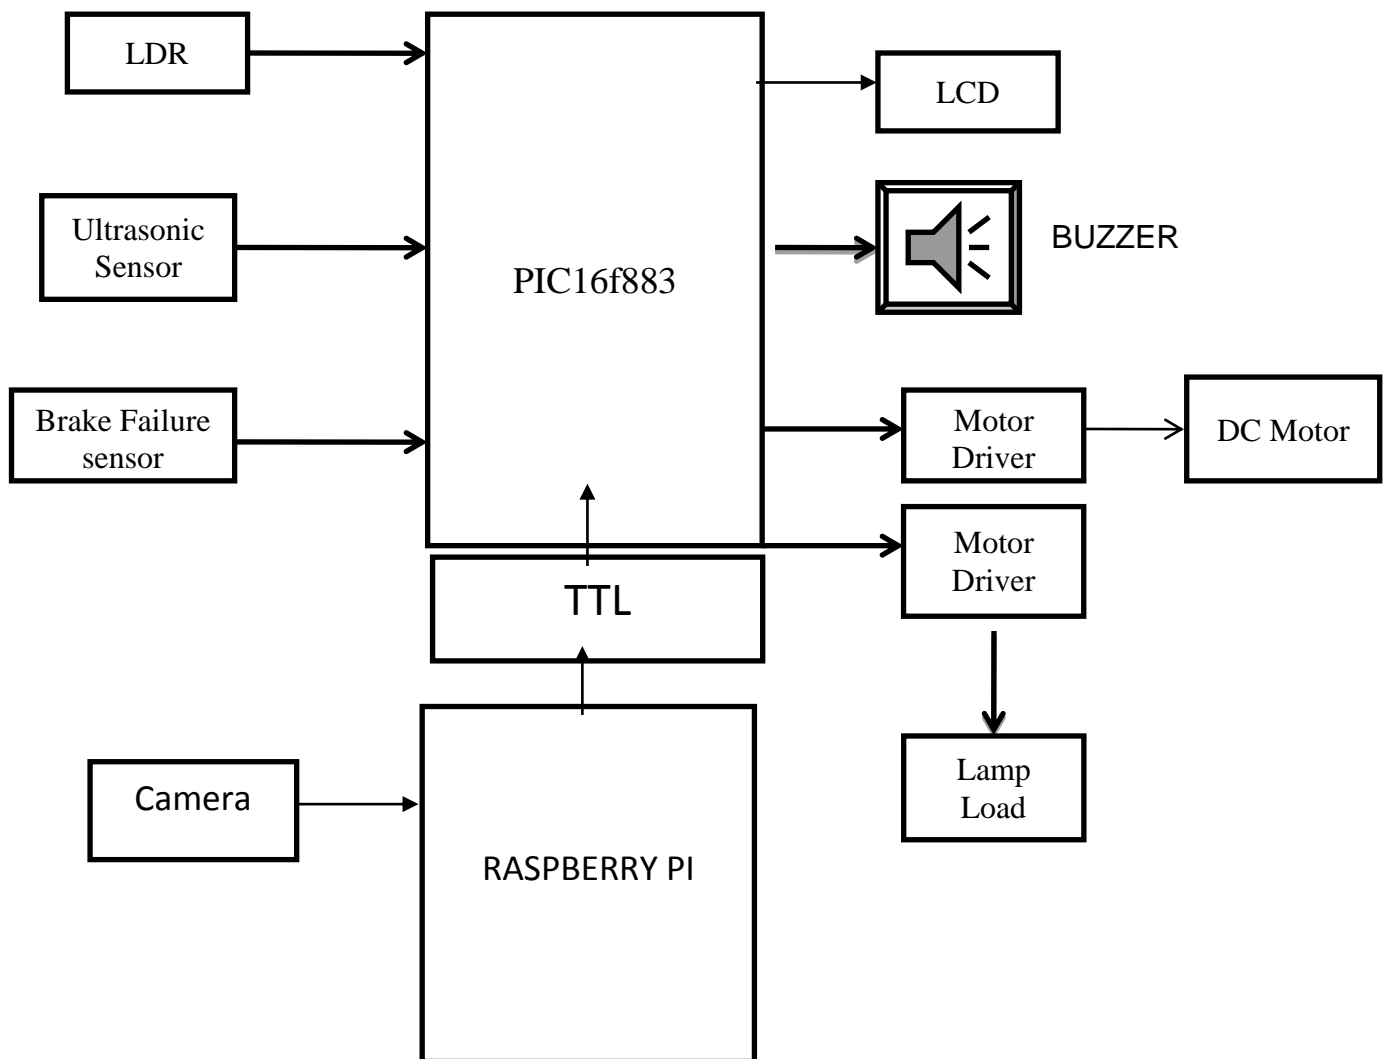 LDR
LCD
Ultrasonic
Sensor
PIC16f883
BUZZER
Brake Failure
sensor
Motor
Driver
DC Motor
Motor
Driver
TTL
Camera
Lamp
Load
RASPBERRY PI